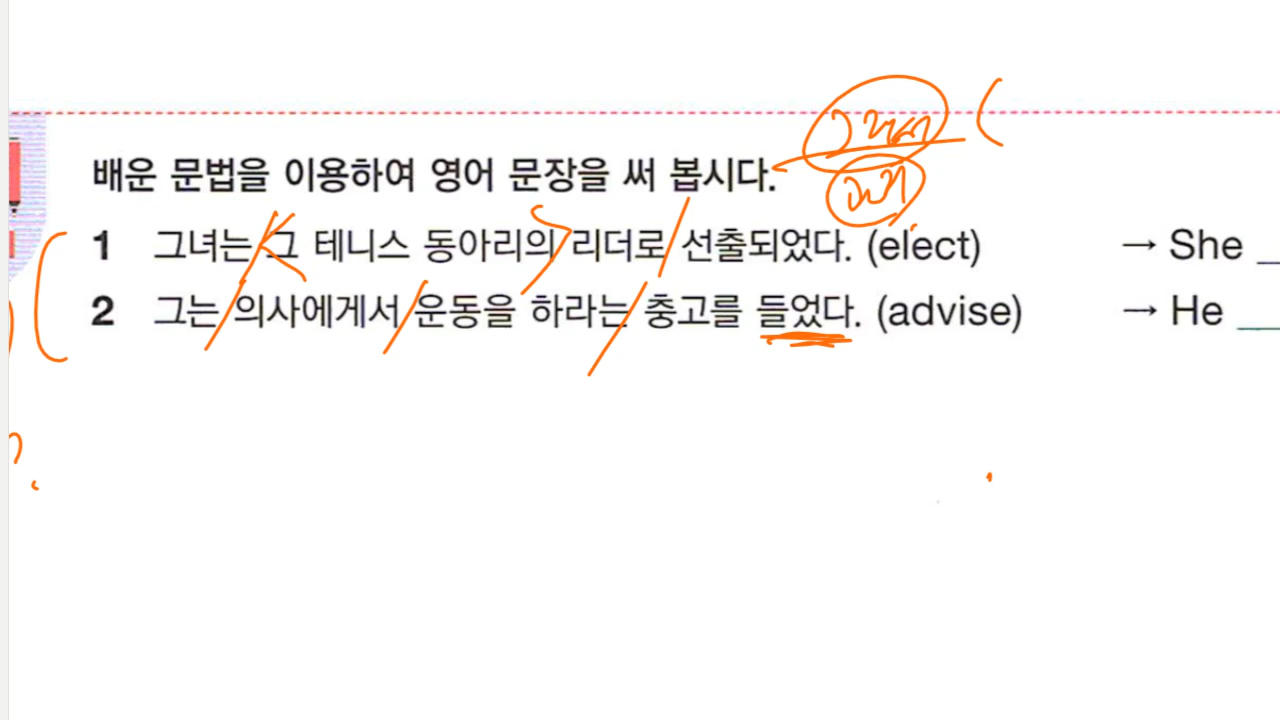 배운 문법을 이용하여 영어 문장을 써 봅시다.
1 그녀는 그 테니스 동아리의 리더로 선출되었다. (elect) → She
2 그는 의사에게서 운동을 하라는 충고를 들었다. (advise) → He